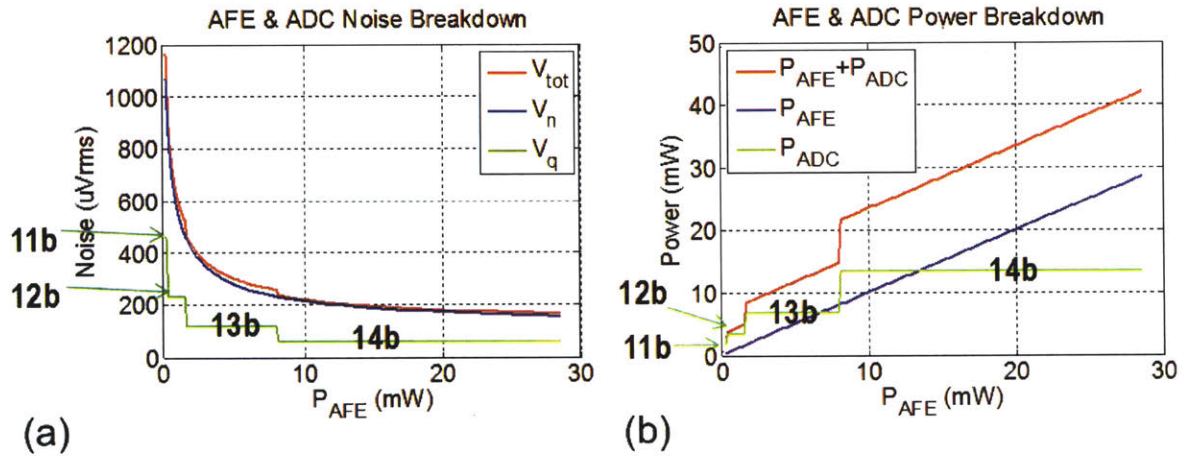 AFE & ADC Noise Breakdown
1200
1000
800
600
400
200
0
Noise (uVrms)
V_tot
V_n
V_q
11b
12b
13b
14b
0
10
20
30
P_AFE (mW)
(a)
AFE & ADC Power Breakdown
50
40
30
20
10
0
Power (mW)
P_AFE+P_ADC
P_AFE
P_ADC
12b
11b
13b
14b
0
10
20
30
P_AFE (mW)
(b)